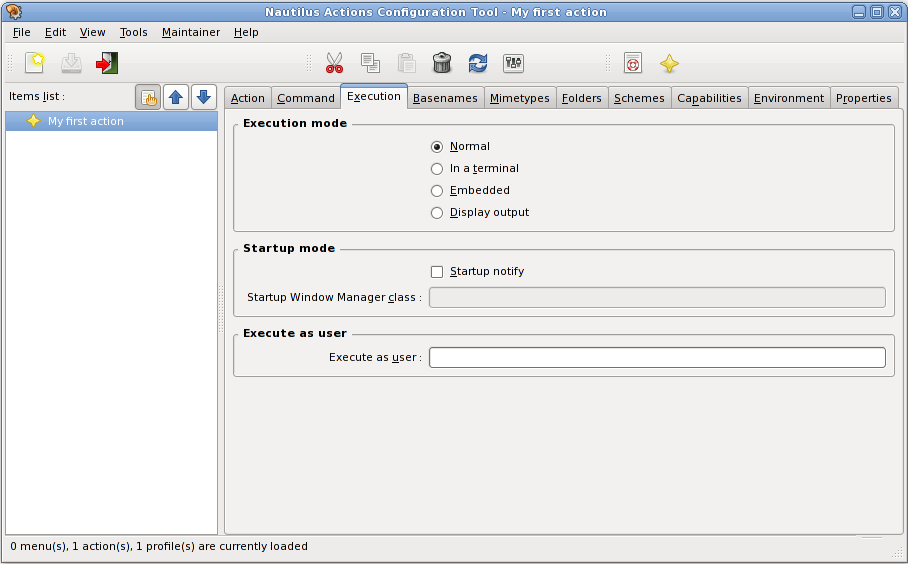 Nautilus Actions Configuration Tool - My first action
File Edit View Tools Maintainer Help
Items list :
Action Command Execution Basenames Mimetypes Folders Schemes Capabilities Environment Properties
My first action
Execution mode
Normal
In a terminal
Embedded
Display output
Startup mode
Startup notify
Startup Window Manager class :
Execute as user
Execute as user :
0 menu(s), 1 action(s), 1 profile(s) are currently loaded